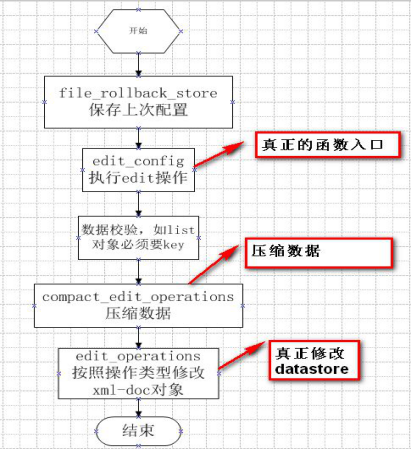 开始
file_rollback_store
保存上次配置
edit_config
执行edit操作
真正的函数入口
数据校验，如list
对象必须要key
压缩数据
compact_edit_operations
压缩数据
edit_operations
按照操作类型修改
xml-doc对象
真正修改
datastore
结束